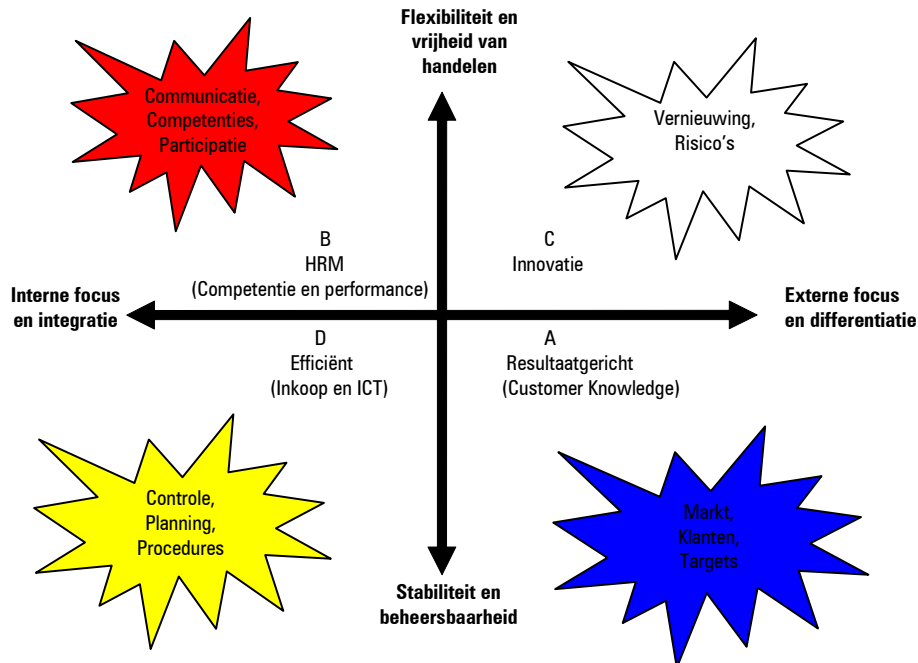 Flexibiliteit en
vrijheid van
handelen
Communicatie,
Competenties,
Participatie
Vernieuwing,
Risico's
B
HRM
(Competentie en performance)
C
Innovatie
Interne focus
en integratie
Externe focus
en differentiatie
D
Efficiënt
(Inkoop en ICT)
A
Resultaatgericht
(Customer Knowledge)
Controle,
Planning,
Procedures
Markt,
Klanten,
Targets
Stabiliteit en
beheersbaarheid